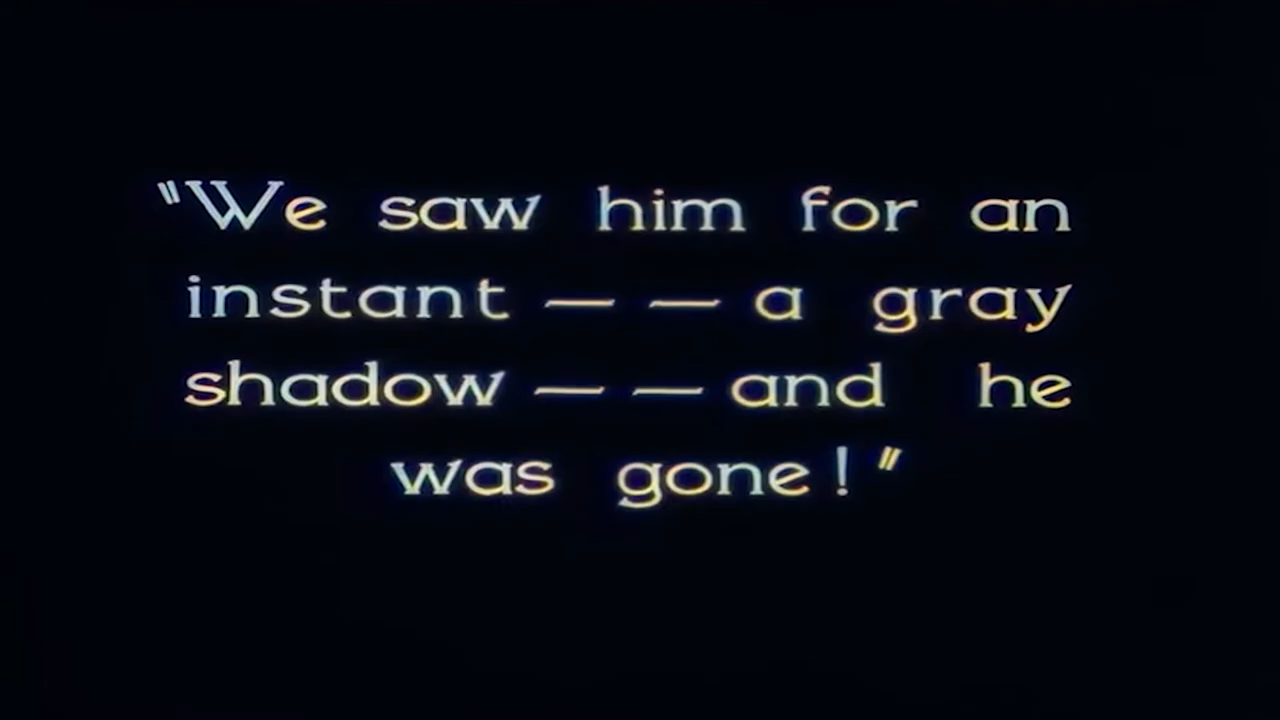 "We saw him for an
instant — — a gray
shadow — — and he
was gone!"